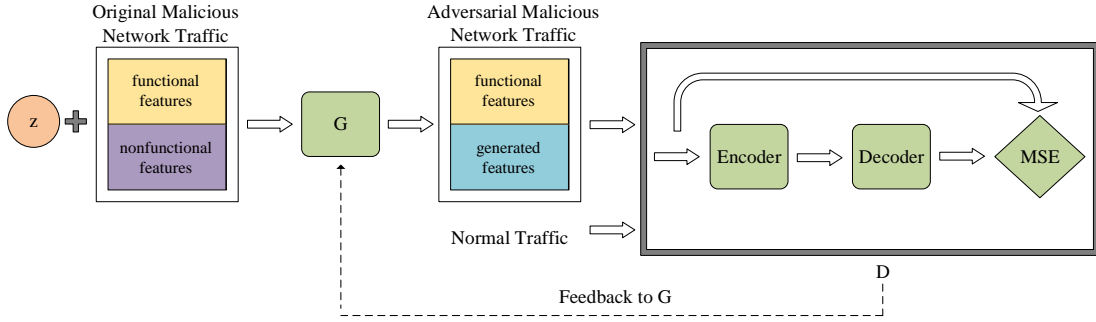 Original Malicious
Network Traffic
Adversarial Malicious
Network Traffic
z
functional
features
nonfunctional
features
G
functional
features
generated
features
Normal Traffic
Encoder
Decoder
MSE
D
Feedback to G